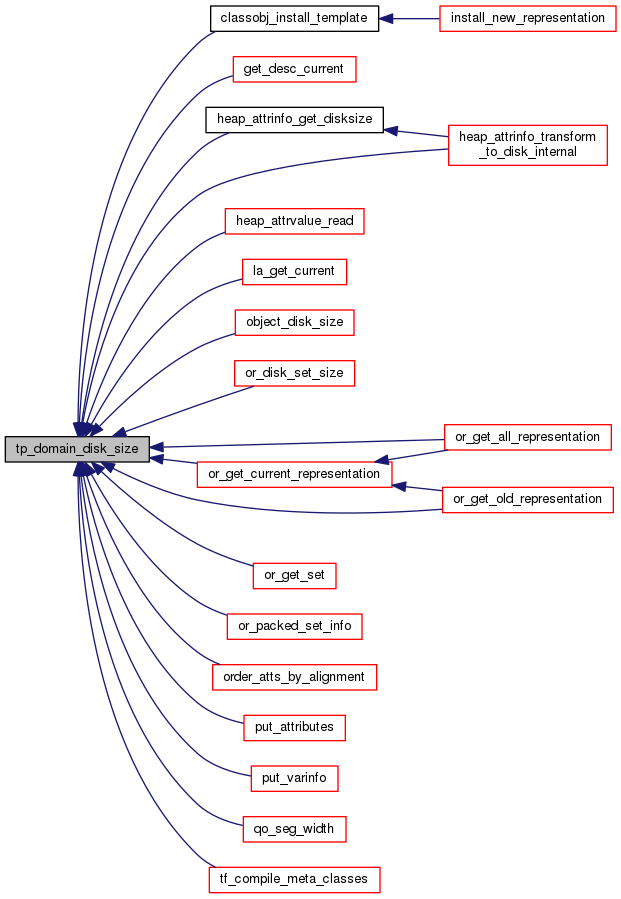 classobj_install_template
install_new_representation
get_desc_current
heap_attrinfo_get_disksize
heap_attrinfo_transform
_to_disk_internal
heap_attrvalue_read
la_get_current
object_disk_size
or_disk_set_size
tp_domain_disk_size
or_get_all_representation
or_get_current_representation
or_get_old_representation
or_get_set
or_packed_set_info
order_atts_by_alignment
put_attributes
put_varinfo
qo_seg_width
tf_compile_meta_classes